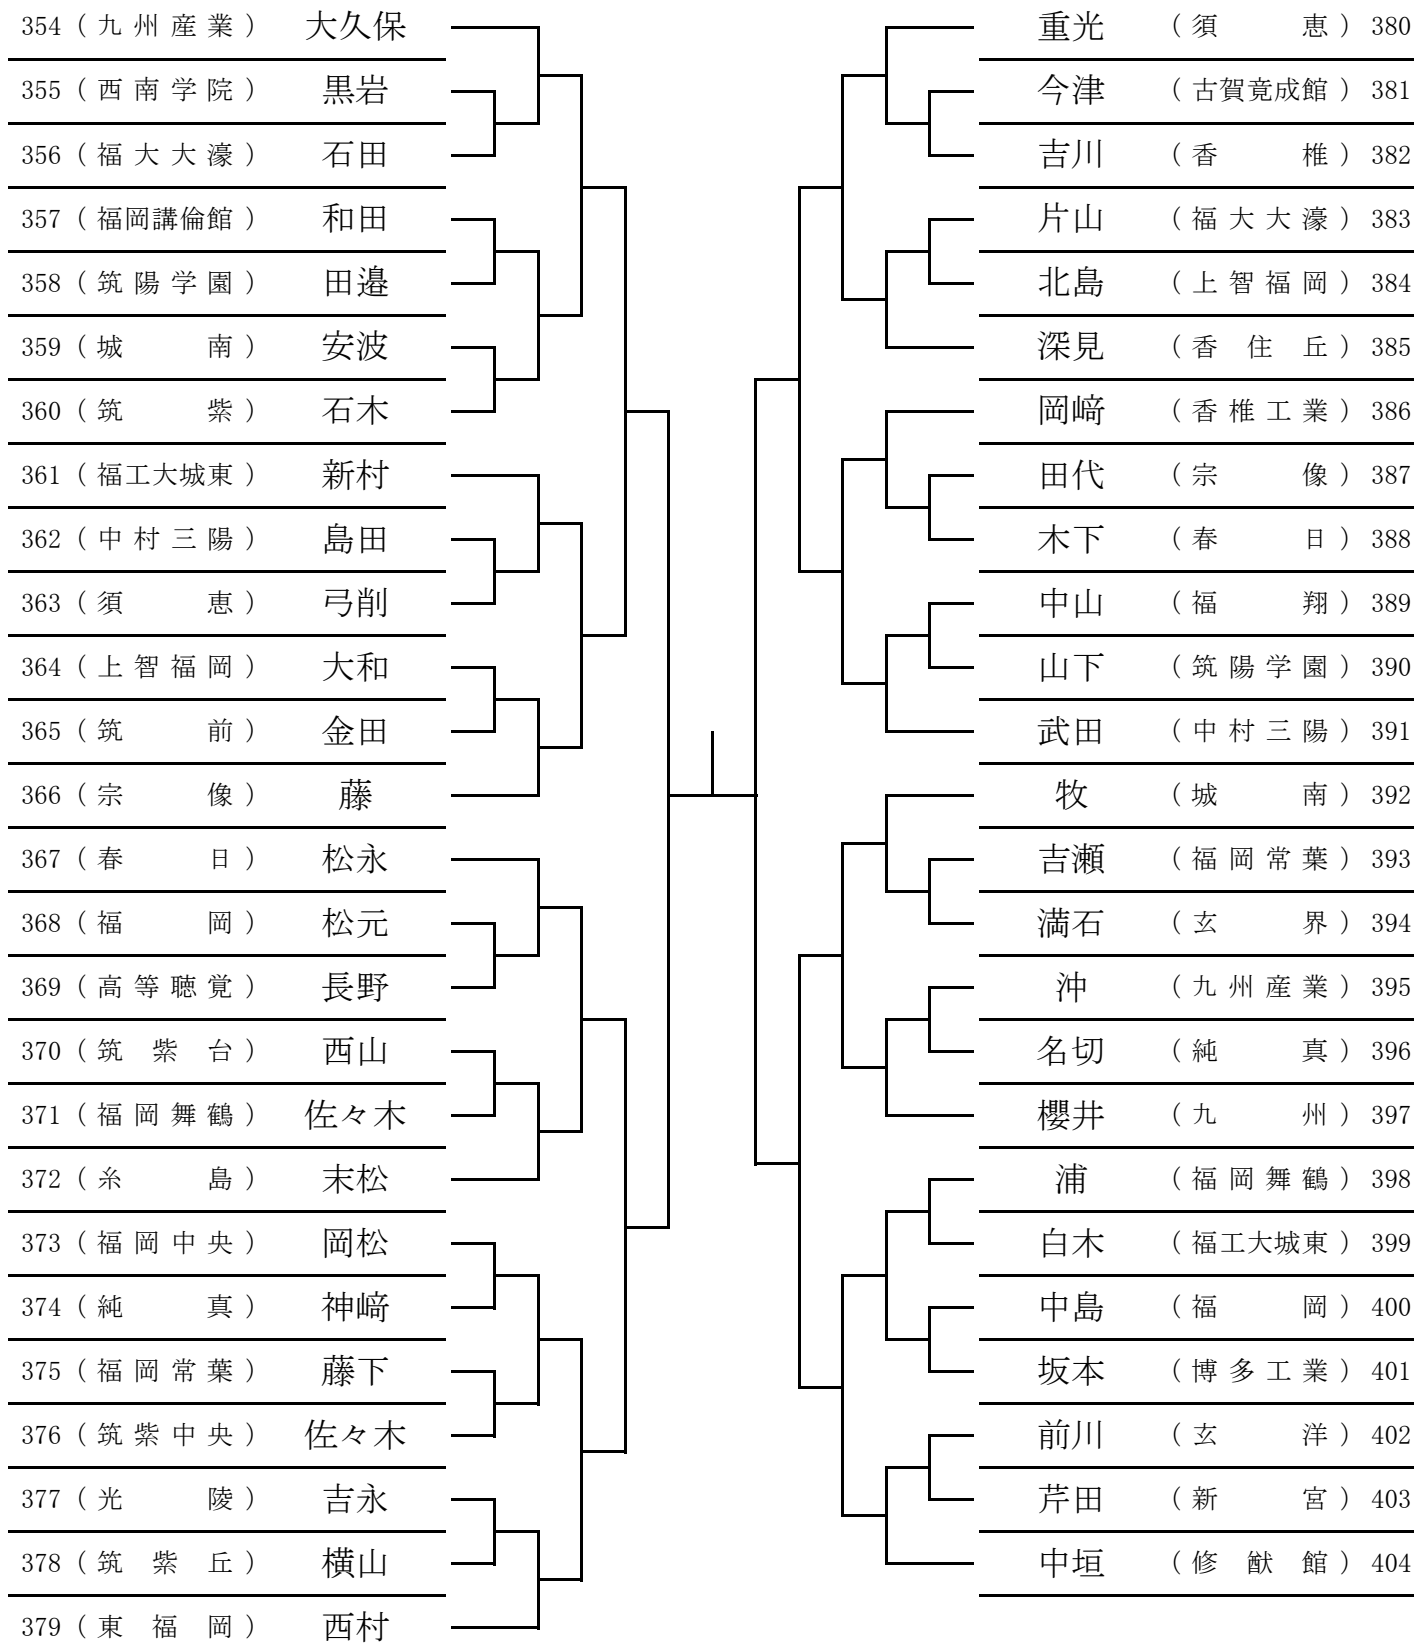 354 ( 九 州 産 業 ) 大久保
355 ( 西 南 学 院 ) 黒岩
356 ( 福 大 大 濠 ) 石田
357 ( 福岡講倫館 ) 和田
358 ( 筑 陽 学 園 ) 田邉
359 ( 城 南 ) 安波
360 ( 筑 紫 ) 石木
361 ( 福工大城東 ) 新村
362 ( 中 村 三 陽 ) 島田
363 ( 須 恵 ) 弓削
364 ( 上 智 福 岡 ) 大和
365 ( 筑 前 ) 金田
366 ( 宗 像 ) 藤
367 ( 春 日 ) 松永
368 ( 福 岡 ) 松元
369 ( 高 等 聴 覚 ) 長野
370 ( 筑 紫 台 ) 西山
371 ( 福 岡 舞 鶴 ) 佐々木
372 ( 糸 島 ) 末松
373 ( 福 岡 中 央 ) 岡松
374 ( 純 真 ) 神﨑
375 ( 福 岡 常 葉 ) 藤下
376 ( 筑 紫 中 央 ) 佐々木
377 ( 光 陵 ) 吉永
378 ( 筑 紫 丘 ) 横山
379 ( 東 福 岡 ) 西村
重光 ( 須 恵 ) 380
今津 ( 古賀竟成館 ) 381
吉川 ( 香 椎 ) 382
片山 ( 福 大 大 濠 ) 383
北島 ( 上 智 福 岡 ) 384
深見 ( 香 住 丘 ) 385
岡﨑 ( 香 椎 工 業 ) 386
田代 ( 宗 像 ) 387
木下 ( 春 日 ) 388
中山 ( 福 翔 ) 389
山下 ( 筑 陽 学 園 ) 390
武田 ( 中 村 三 陽 ) 391
牧 ( 城 南 ) 392
吉瀬 ( 福 岡 常 葉 ) 393
満石 ( 玄 界 ) 394
沖 ( 九 州 産 業 ) 395
名切 ( 純 真 ) 396
櫻井 ( 九 州 ) 397
浦 ( 福 岡 舞 鶴 ) 398
白木 ( 福工大城東 ) 399
中島 ( 福 岡 ) 400
坂本 ( 博 多 工 業 ) 401
前川 ( 玄 洋 ) 402
芹田 ( 新 宮 ) 403
中垣 ( 修 猷 館 ) 404